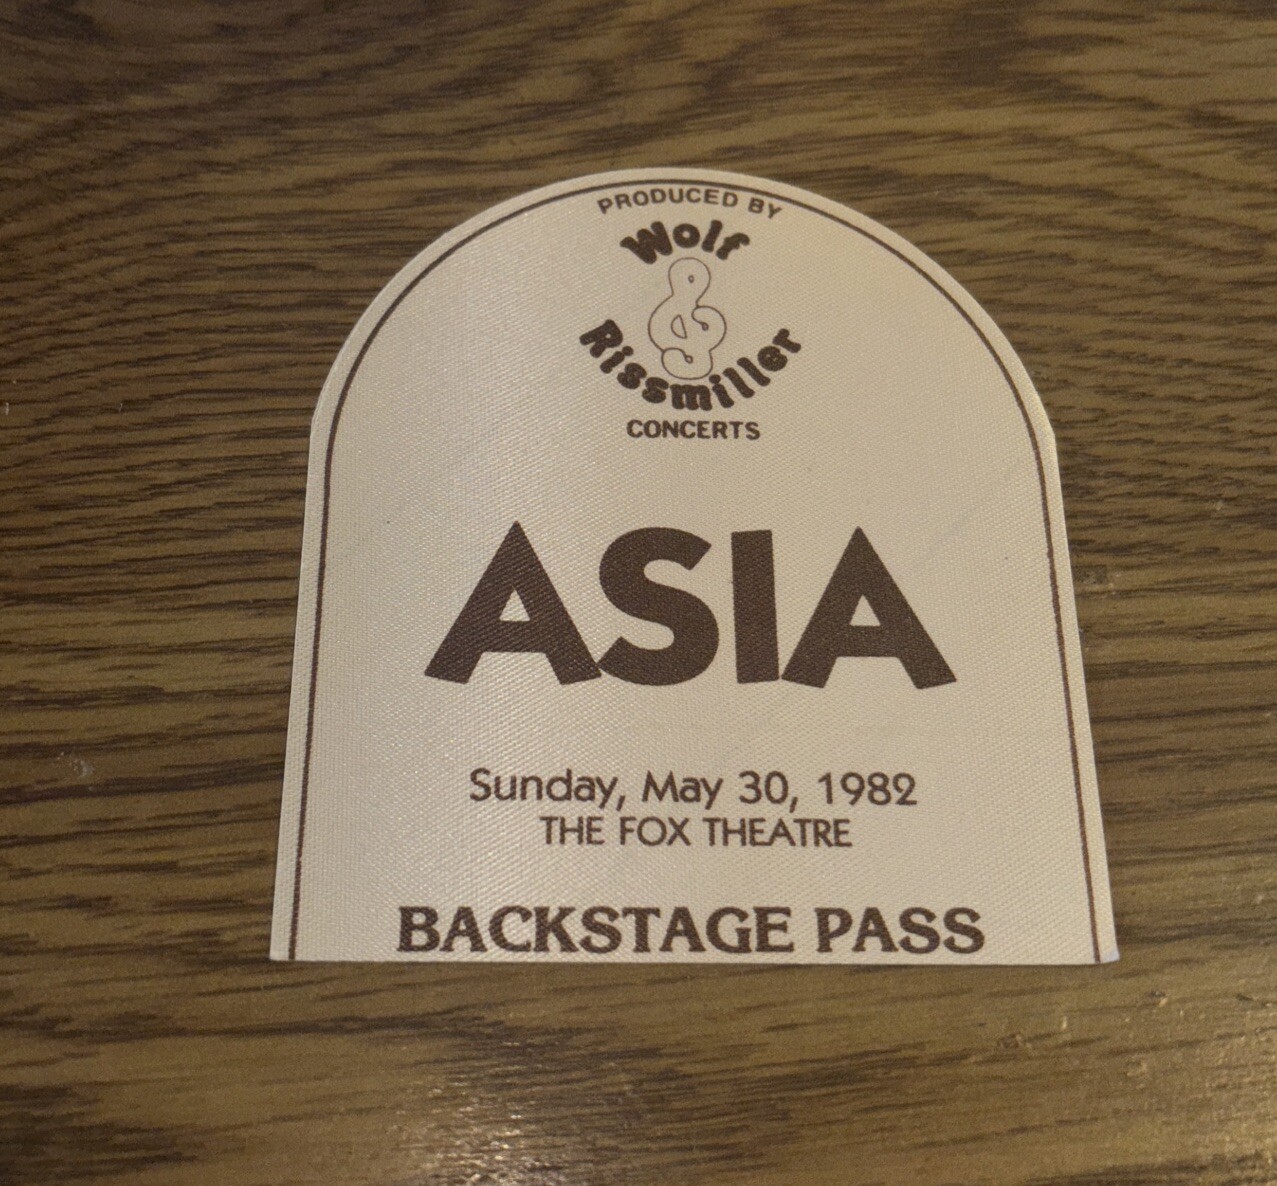 PRODUCED BY
Wolf
&
Rissmiller
CONCERTS
ASIA
Sunday, May 30, 1982
THE FOX THEATRE
BACKSTAGE PASS